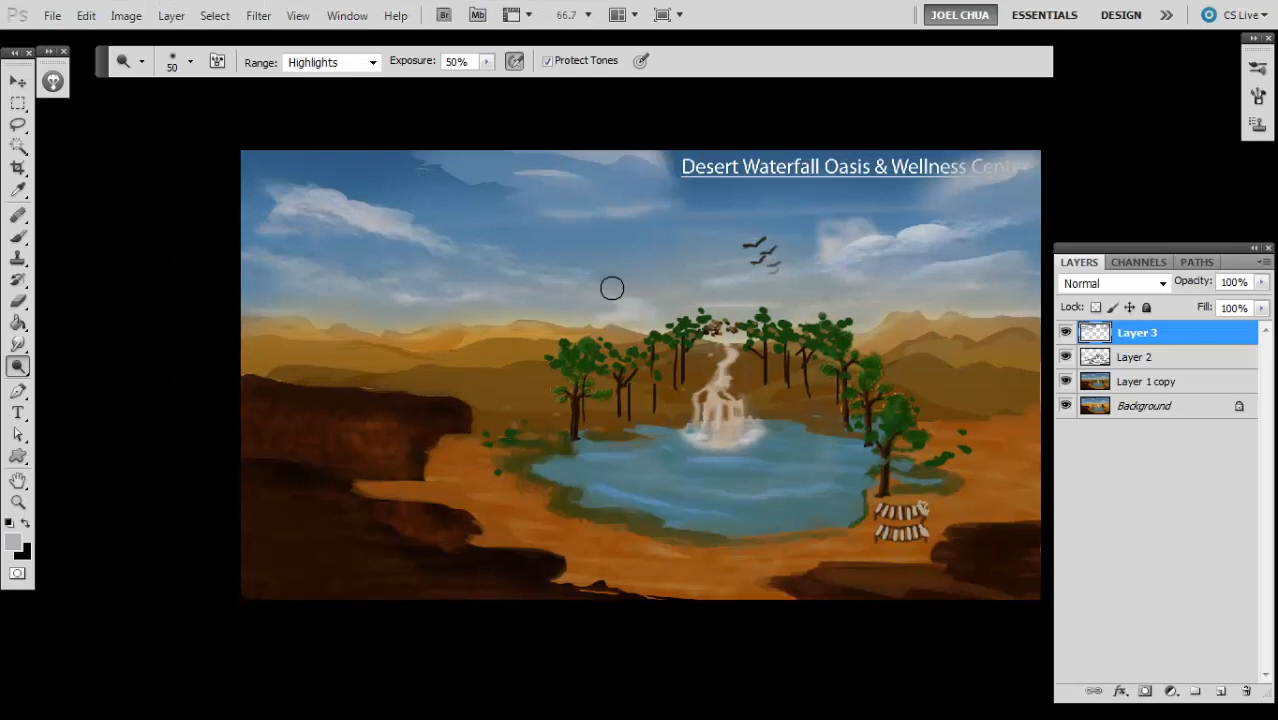 Ps File Edit Image Layer Select Filter View Window Help Br Mb 66.7 JOEL CHUA ESSENTIALS DESIGN CS Live
50 Range: Highlights Exposure: 50% Protect Tones
Desert Waterfall Oasis & Wellness Centre
LAYERS CHANNELS PATHS
Normal Opacity: 100%
Lock: Fill: 100%
Layer 3
Layer 2
Layer 1 copy
Background